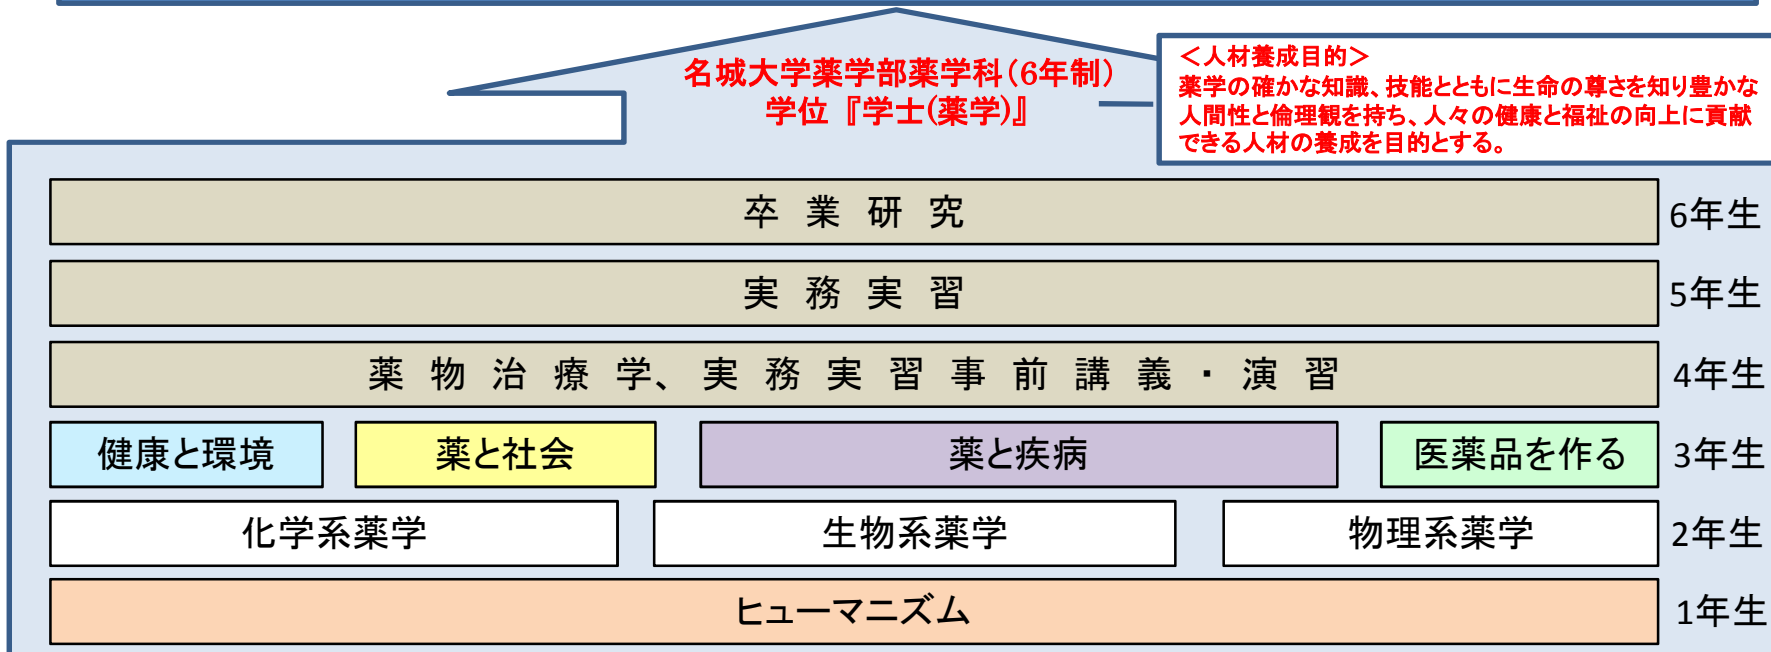 名城大学薬学部薬学科(6年制)
学位『学士(薬学)』
＜人材養成目的＞
薬学の確かな知識、技能とともに生命の尊さを知り豊かな
人間性と倫理観を持ち、人々の健康と福祉の向上に貢献
できる人材の養成を目的とする。
卒業研究 6年生
実務実習 5年生
薬物治療学、実務実習事前講義・演習 4年生
健康と環境 薬と社会 薬と疾病 医薬品を作る 3年生
化学系薬学 生物系薬学 物理系薬学 2年生
ヒューマニズム 1年生